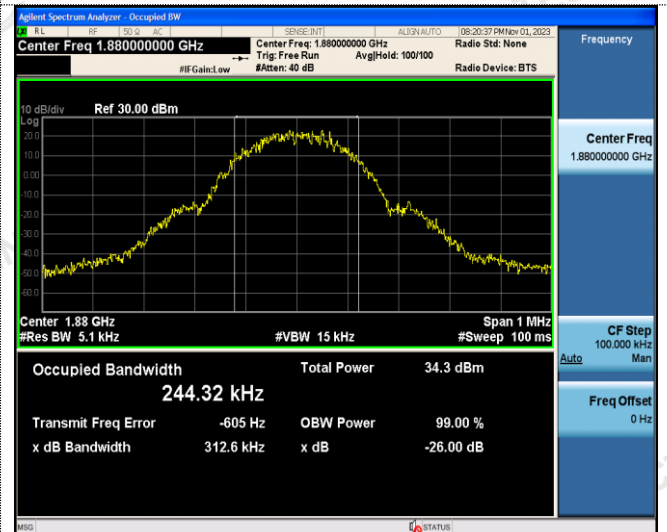 Agilent Spectrum Analyzer - Occupied BW
RL RF 50 Ω AC SENSE:INT ALIGN AUTO 08:20:37 PM Nov 01, 2023
Center Freq 1.880000000 GHz
Center Freq: 1.880000000 GHz
Radio Std: None
Trig: Free Run Avg|Hold: 100/100
#IFGain:Low #Atten: 40 dB
Radio Device: BTS
Frequency
10 dB/div Ref 30.00 dBm
Log
20.0
10.0
0.00
-10.0
-20.0
-30.0
-40.0
-50.0
-60.0
Center 1.88 GHz Span 1 MHz
#Res BW 5.1 kHz #VBW 15 kHz #Sweep 100 ms
Center Freq
1.880000000 GHz
CF Step
100.000 kHz
Auto Man
Freq Offset
0 Hz
Occupied Bandwidth Total Power 34.3 dBm
244.32 kHz
Transmit Freq Error -605 Hz OBW Power 99.00 %
x dB Bandwidth 312.6 kHz x dB -26.00 dB
MSG STATUS